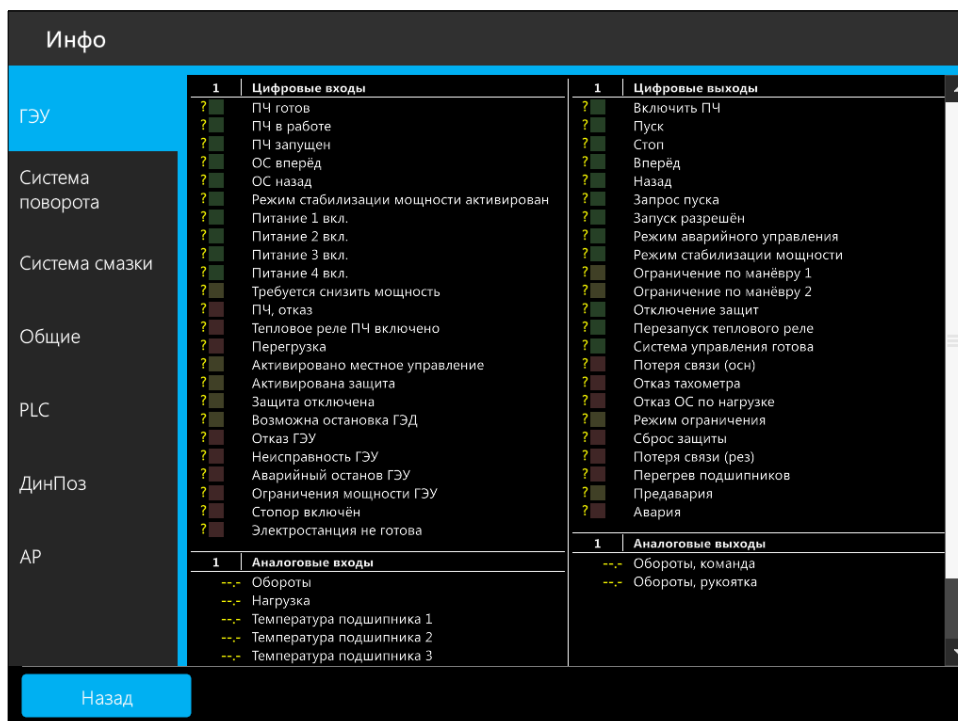 Инфо
ГЭУ
Система
поворота
Система смазки
Общие
PLC
ДинПоз
АР
1 Цифровые входы
? ПЧ готов
? ПЧ в работе
? ПЧ запущен
? ОС вперёд
? ОС назад
? Режим стабилизации мощности активирован
? Питание 1 вкл.
? Питание 2 вкл.
? Питание 3 вкл.
? Питание 4 вкл.
? Требуется снизить мощность
? ПЧ, отказ
? Тепловое реле ПЧ включено
? Перегрузка
? Активировано местное управление
? Активирована защита
? Защита отключена
? Возможна остановка ГЭД
? Отказ ГЭУ
? Неисправность ГЭУ
? Аварийный останов ГЭУ
? Ограничения мощности ГЭУ
? Стопор включён
? Электростанция не готова
1 Аналоговые входы
--.- Обороты
--.- Нагрузка
--.- Температура подшипника 1
--.- Температура подшипника 2
--.- Температура подшипника 3
1 Цифровые выходы
? Включить ПЧ
? Пуск
? Стоп
? Вперёд
? Назад
? Запрос пуска
? Запуск разрешён
? Режим аварийного управления
? Режим стабилизации мощности
? Ограничение по манёвру 1
? Ограничение по манёвру 2
? Отключение защит
? Перезапуск теплового реле
? Система управления готова
? Потеря связи (осн)
? Отказ тахометра
? Отказ ОС по нагрузке
? Режим ограничения
? Сброс защиты
? Потеря связи (рез)
? Перегрев подшипников
? Предавария
? Авария
1 Аналоговые выходы
--.- Обороты, команда
--.- Обороты, рукоятка
Назад